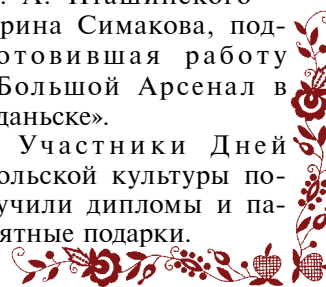 А. Пташинского
рина Симакова, под-
отовившая работу
Большой Арсенал в
даньске».
Участники Дней
ольской культуры по-
учили дипломы и па-
ятные подарки.